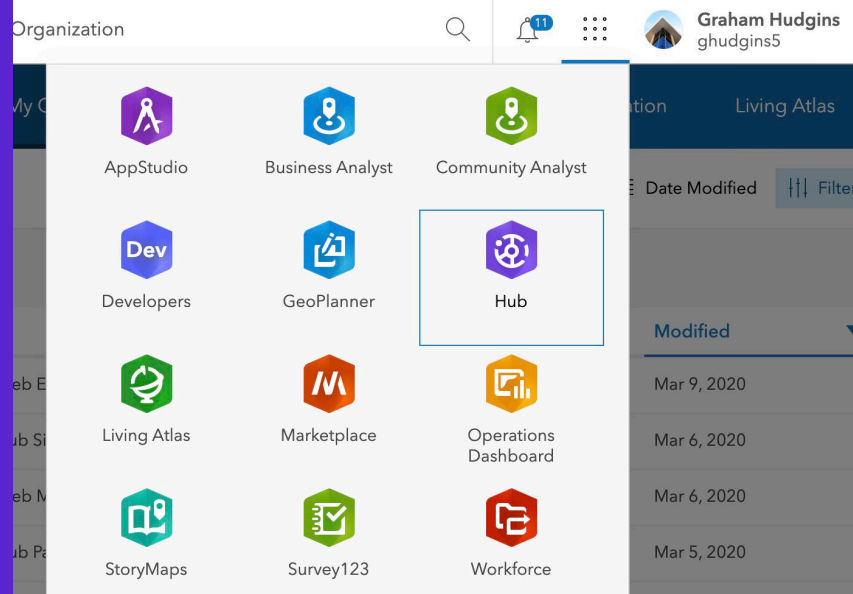 Organization
11
Graham Hudgins
ghudgins5
My
Living Atlas
AppStudio
Business Analyst
Community Analyst
Date Modified
Dev
Developers
GeoPlanner
Hub
Modified
Living Atlas
Marketplace
Operations
Dashboard
Mar 9, 2020
Mar 6, 2020
Mar 6, 2020
StoryMaps
Survey123
Workforce
Mar 5, 2020